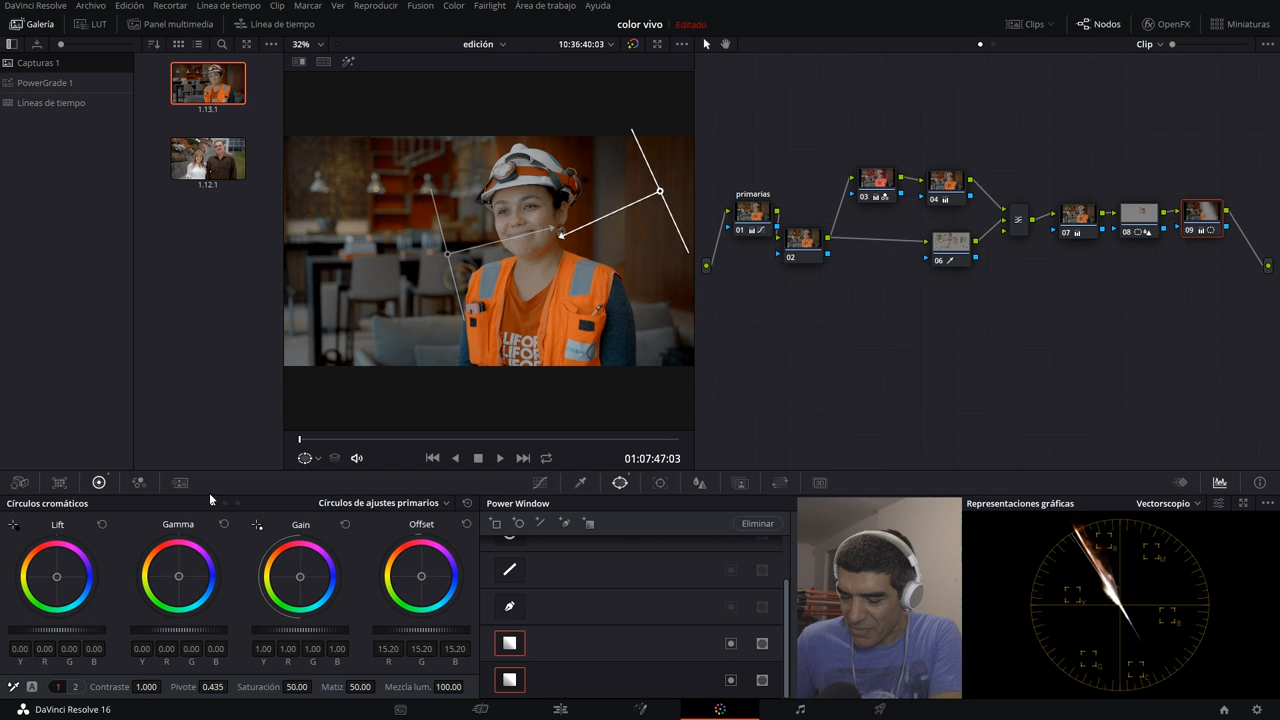 DaVinci Resolve Archivo Edición Recortar Línea de tiempo Clip Marcar Ver Reproducir Fusion Color Fairlight Área de trabajo Ayuda
Galería LUT Panel multimedia Línea de tiempo color vivo Editado Clips Nodos OpenFX Miniaturas
32% edición 10:36:40:03 Clip
Capturas 1
PowerGrade 1
Líneas de tiempo
1.13.1
1.12.1
primarias
01
02
03
04
06
07
08
09
CALIFOR
01:07:47:03
Círculos cromáticos Círculos de ajustes primarios Power Window Representaciones gráficas Vectorscopio
Eliminar
Lift Gamma Gain Offset
0.00 0.00 0.00 0.00 0.00 0.00 0.00 0.00 1.00 1.00 1.00 1.00 15.20 15.20 15.20
Y R G B Y R G B Y R G B R G B
A 1 2 Contraste 1.000 Pivote 0.435 Saturación 50.00 Matiz 50.00 Mezcla lum. 100.00
R M
Y B
G C
DaVinci Resolve 16